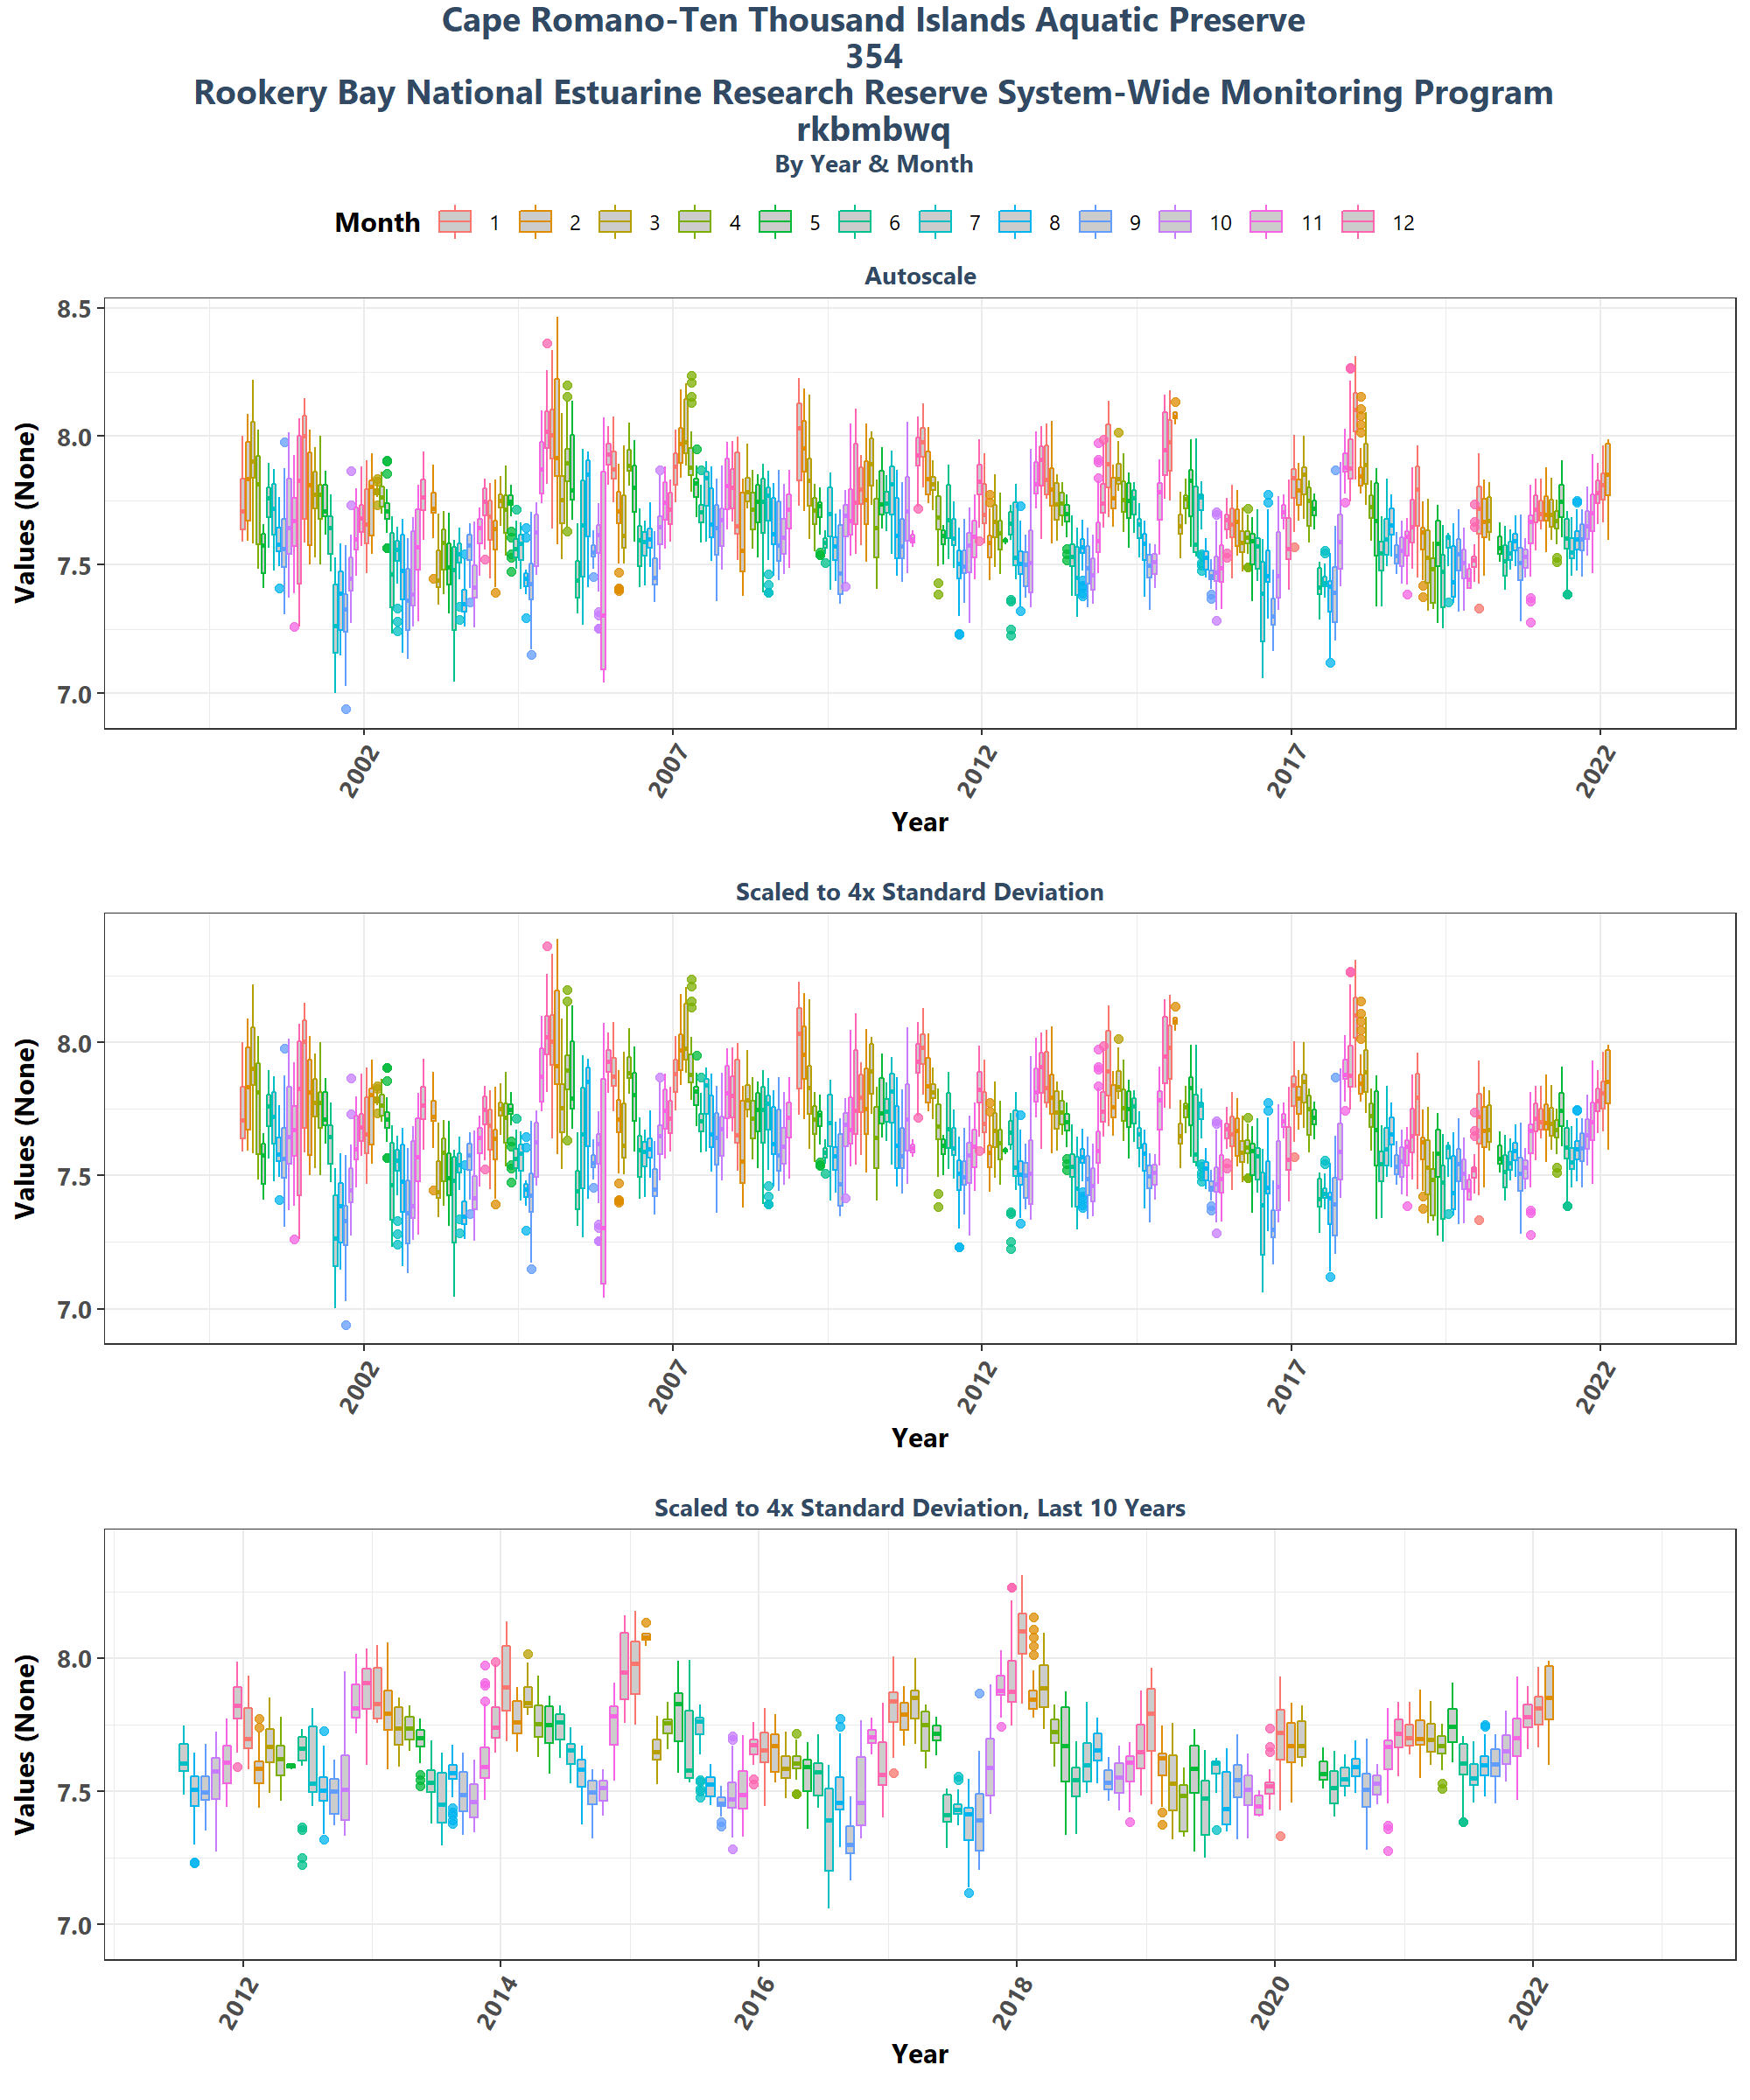 Cape Romano-Ten Thousand Islands Aquatic Preserve
354
Rookery Bay National Estuarine Research Reserve System-Wide Monitoring Program
rkbmbwq
By Year & Month
Month 1 2 3 4 5 6 7 8 9 10 11 12
Autoscale
Values (None)
8.5
8.0
7.5
7.0
2002 2007 2012 2017 2022
Year
Scaled to 4x Standard Deviation
Values (None)
8.0
7.5
7.0
2002 2007 2012 2017 2022
Year
Scaled to 4x Standard Deviation, Last 10 Years
Values (None)
8.0
7.5
7.0
2012 2014 2016 2018 2020 2022
Year